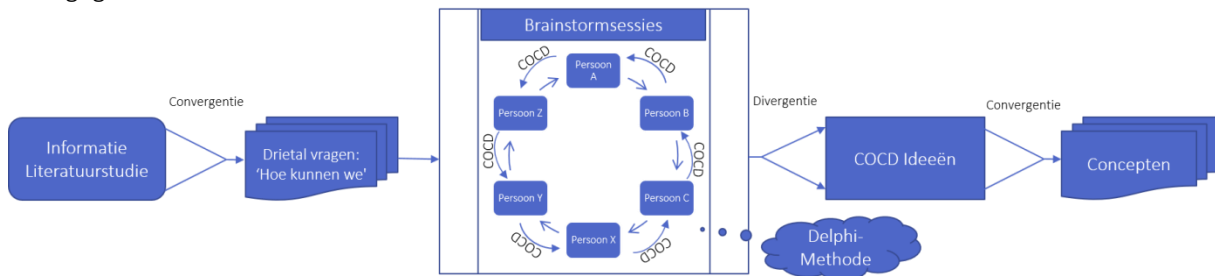 Convergentie
Informatie
Literatuurstudie
Drietal vragen:
‘Hoe kunnen we'
Brainstormsessies
COCD
COCD
Persoon
A
Persoon Z
Persoon B
COCD
COCD
Persoon Y
Persoon C
Persoon X
COCD
COCD
Divergentie
COCD Ideeën
Convergentie
Concepten
Delphi-
Methode